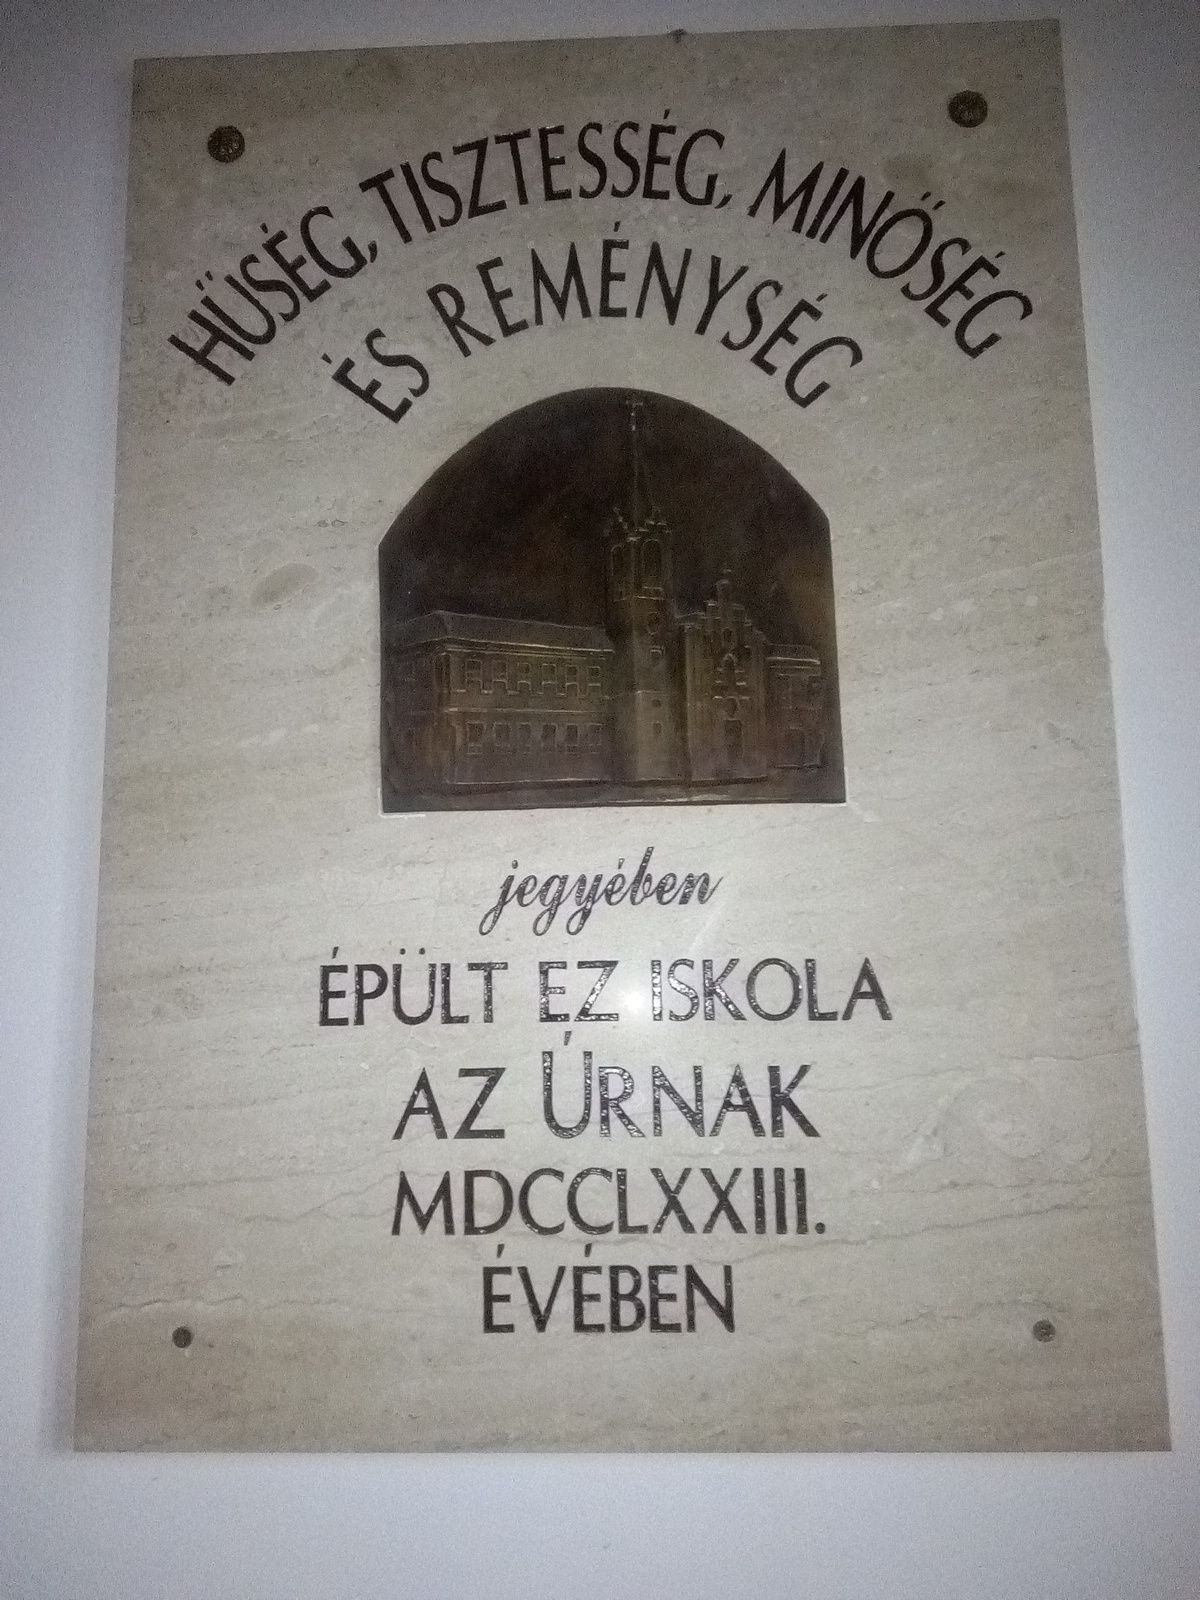 HŰSÉG, TISZTESSÉG, MINŐSÉG
ÉS REMÉNYSÉG
jegyében
ÉPÜLT EZ ISKOLA
AZ ÚRNAK
MDCCLXXIII.
ÉVÉBEN